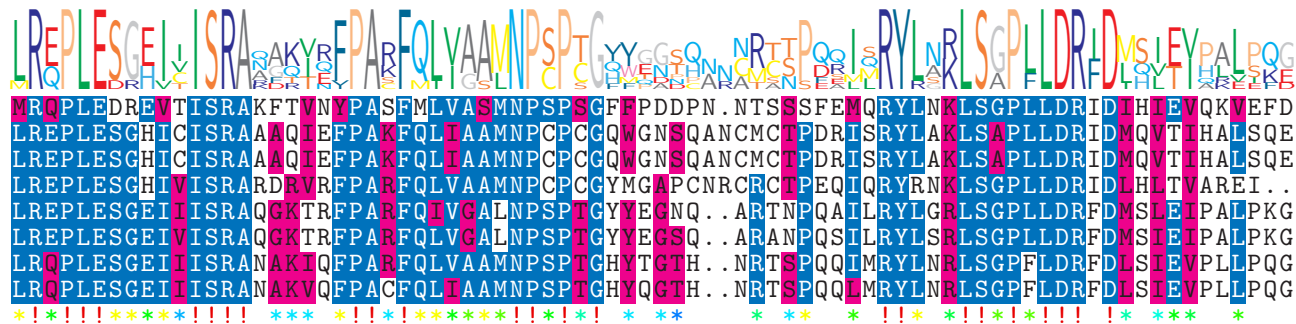 MRQPLEDREVTISRAKFTVNYPASFMLVASMNPSPSGFFPDDPN.NTSSSFEMQRYLNKLSGPLLDRIDIHIEVQKVEFD
LREPLESGHICISRAAAQIEFPAKFQLIAAMNPCPCGQWGNSQANCMCTPDRISRYLAKLSAPLLDRIDMQVTIHALSQE
LREPLESGHICISRAAAQIEFPAKFQLIAAMNPCPCGQWGNSQANCMCTPDRISRYLAKLSAPLLDRIDMQVTIHALSQE
LREPLESGHIVISRARDRVRFPARFQLVAAMNPCPCGYMGAPCNRCRCTPEQIQRYRNKLSGPLLDRIDLHLTVAREI..
LREPLESGEIIISRAQGKTRFPARFQIVGALNPSPTGYYEGNQ..ARTNPQAILRYLGRLSGPLLDRFDMSLEIPALPKG
LREPLESGEIVISRAQGKTRFPARFQLVGALNPSPTGYYEGSQ..ARANPQSILRYLSRLSGPLLDRFDMSIEIPALPKG
LRQPLESGEIIISRANAKIQFPARFQLVAAMNPSPTGHYTGTH..NRTSPQQIMRYLNRLSGPFLDRFDLSIEVPLLPQG
LRQPLESGEIIISRANAKVQFPACFQLIAAMNPSPTGHYQGTH..NRTSPQQLMRYLNRLSGPFLDRFDLSIEVPLLPQG